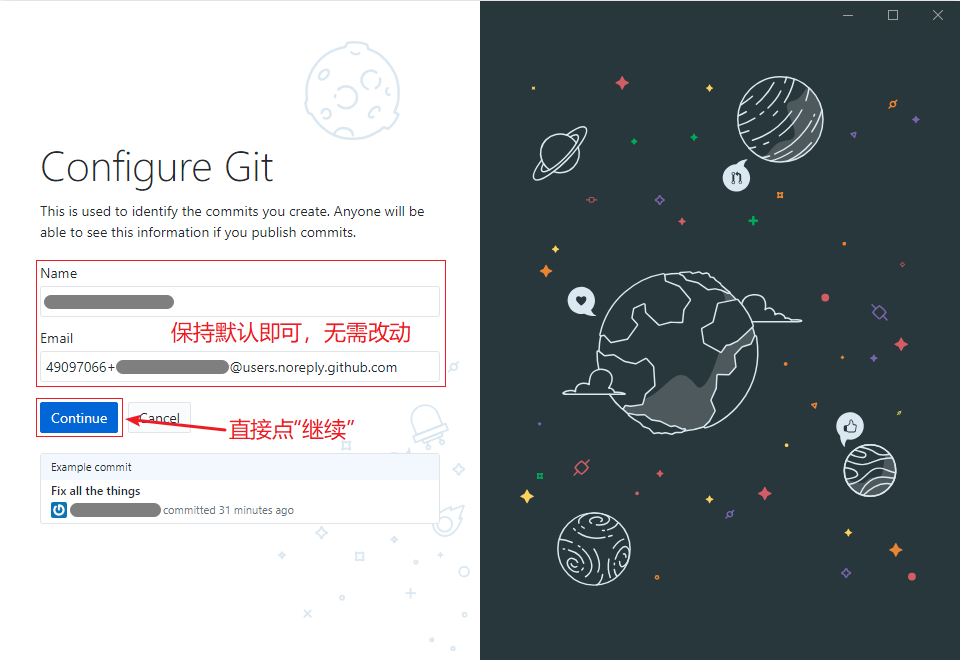 Configure Git
This is used to identify the commits you create. Anyone will be
able to see this information if you publish commits.
Name
保持默认即可，无需改动
Email
49097066+
@users.noreply.github.com
Continue
Cancel
直接点“继续”
Example commit
Fix all the things
committed 31 minutes ago